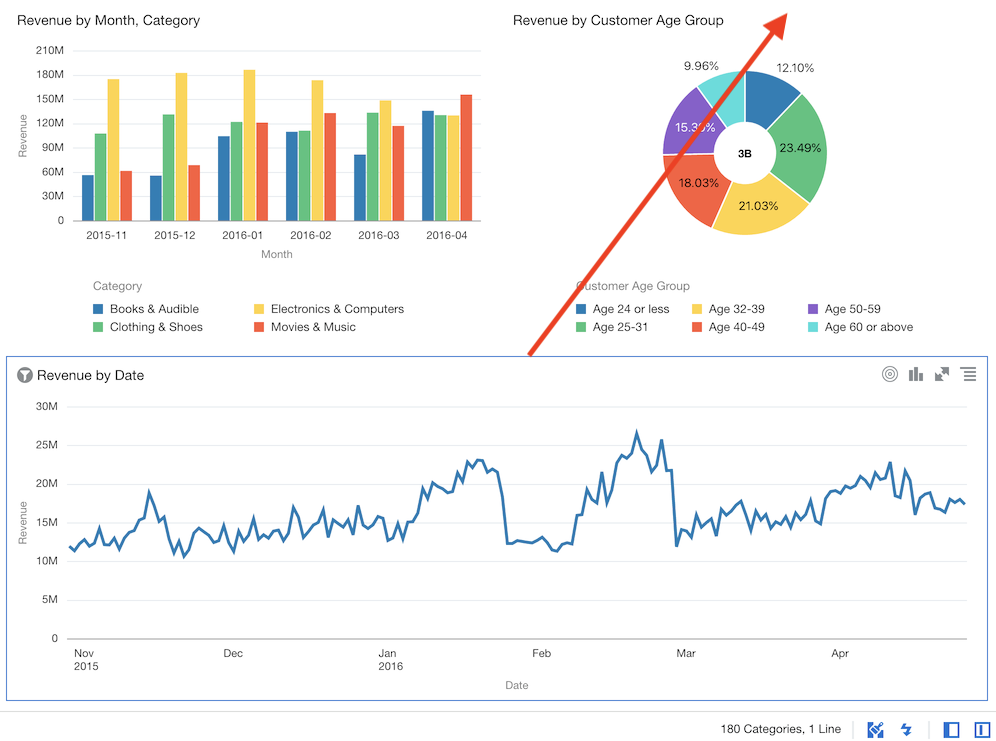 Revenue by Month, Category
210M
180M
150M
120M
90M
60M
30M
0
Revenue
2015-11 2015-12 2016-01 2016-02 2016-03 2016-04
Month
Category
Books & Audible Electronics & Computers
Clothing & Shoes Movies & Music
Revenue by Customer Age Group
9.96% 12.10%
23.49%
3B
18.03%
21.03%
Customer Age Group
Age 24 or less Age 32-39 Age 50-59
Age 25-31 Age 40-49 Age 60 or above
Revenue by Date
30M
25M
20M
15M
10M
5M
0
Revenue
Nov Dec Jan Feb Mar Apr
2015 2016
Date
180 Categories, 1 Line